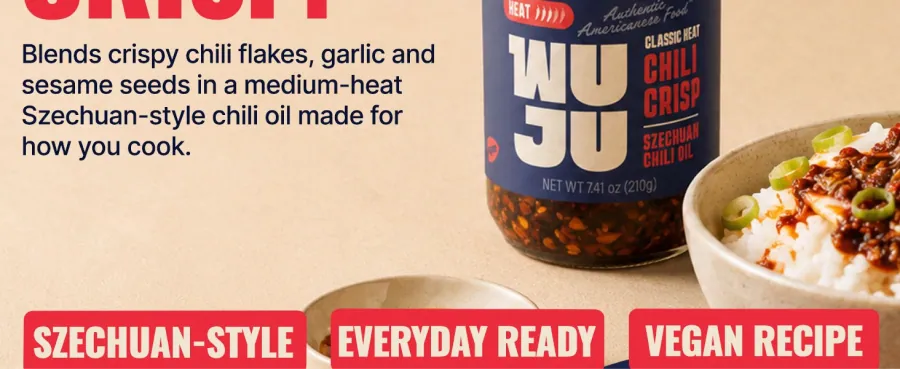 CRISPY
Blends crispy chili flakes, garlic and
sesame seeds in a medium-heat
Szechuan-style chili oil made for
how you cook.
HEAT
Authentic
Americanese Food
WU
JU
CLASSIC HEAT
CHILI
CRISP
SZECHUAN
CHILI OIL
NET WT 7.41 oz (210g)
SZECHUAN-STYLE
EVERYDAY READY
VEGAN RECIPE